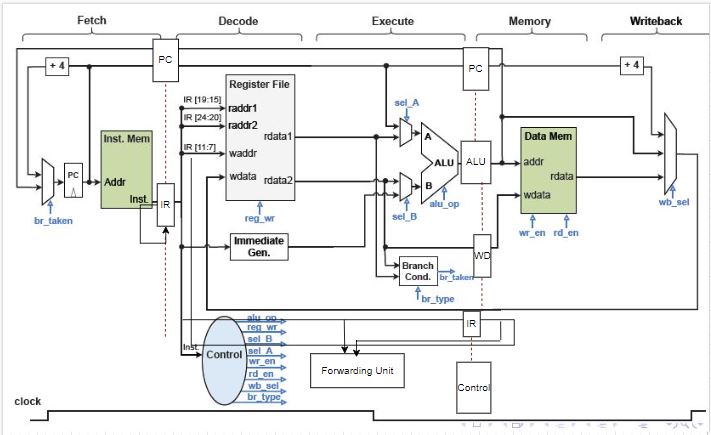 Fetch
Decode
Execute
Memory
Writeback
PC
PC
+ 4
+ 4
Register File
IR [19:15]
raddr1
IR [24:20]
raddr2
rdata1
IR [11:7]
waddr
wdata
rdata2
reg_wr
Inst. Mem
Addr
Inst.
PC
br_taken
IR
Immediate
Gen.
sel_A
A
ALU
B
sel_B
alu_op
ALU
Data Mem
addr
rdata
wdata
wr_en
rd_en
wb_sel
WD
Branch
Cond.
br_taken
br_type
IR
Inst.
Control
alu_op
reg_wr
sel_B
sel_A
wr_en
rd_en
wb_sel
br_type
Forwarding Unit
Control
clock